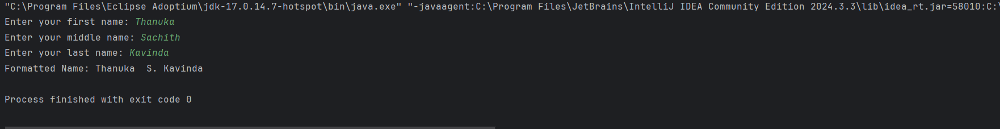 "C:\Program Files\Eclipse Adoptium\jdk-17.0.14.7-hotspot\bin\java.exe" "-javaagent:C:\Program Files\JetBrains\IntelliJ IDEA Community Edition 2024.3.3\lib\idea_rt.jar=58010:C:\
Enter your first name: Thanuka
Enter your middle name: Sachith
Enter your last name: Kavinda
Formatted Name: Thanuka  S. Kavinda
Process finished with exit code 0